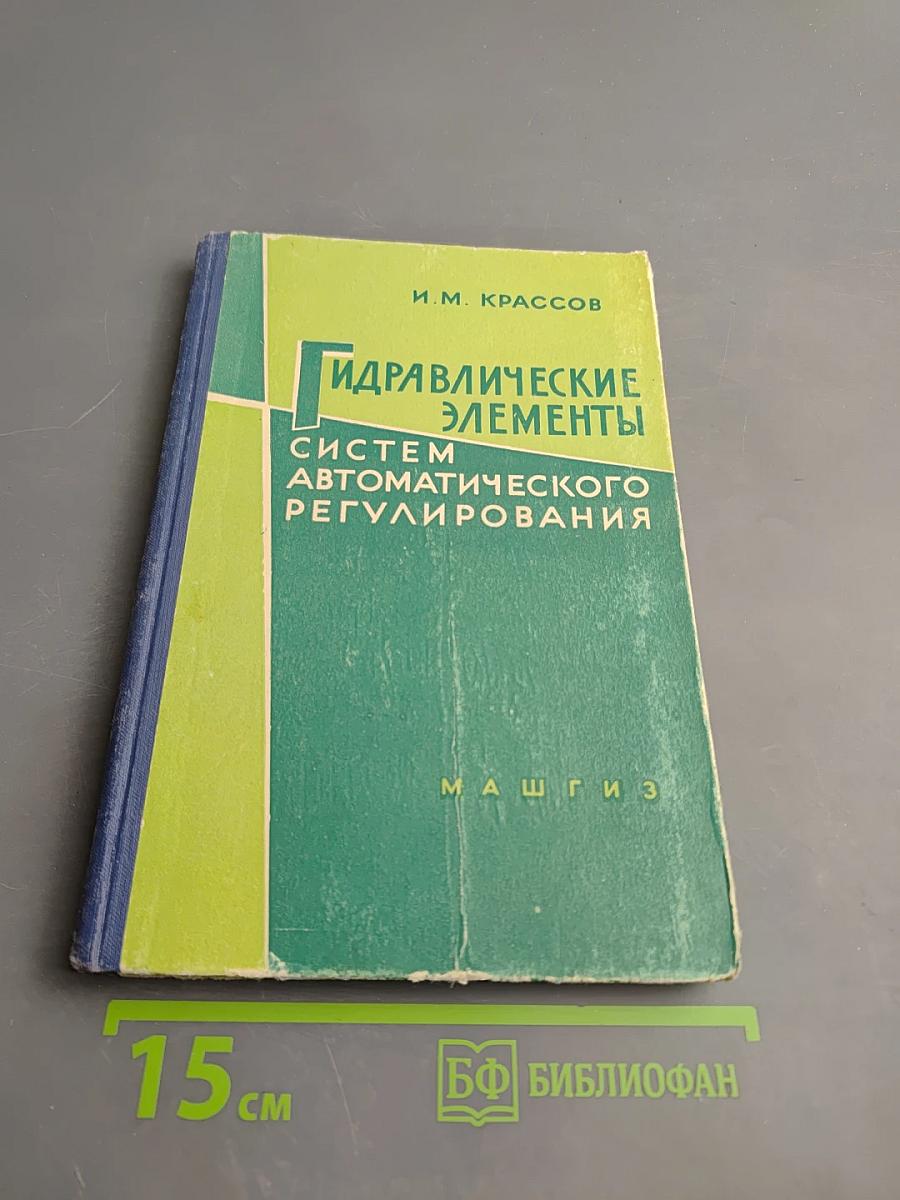 И.М. КРАССОВ
ГИДРАВЛИЧЕСКИЕ
ЭЛЕМЕНТЫ
СИСТЕМ
АВТОМАТИЧЕСКОГО
РЕГУЛИРОВАНИЯ
МАШГИЗ
15 см
БФ БИБЛИОФАН